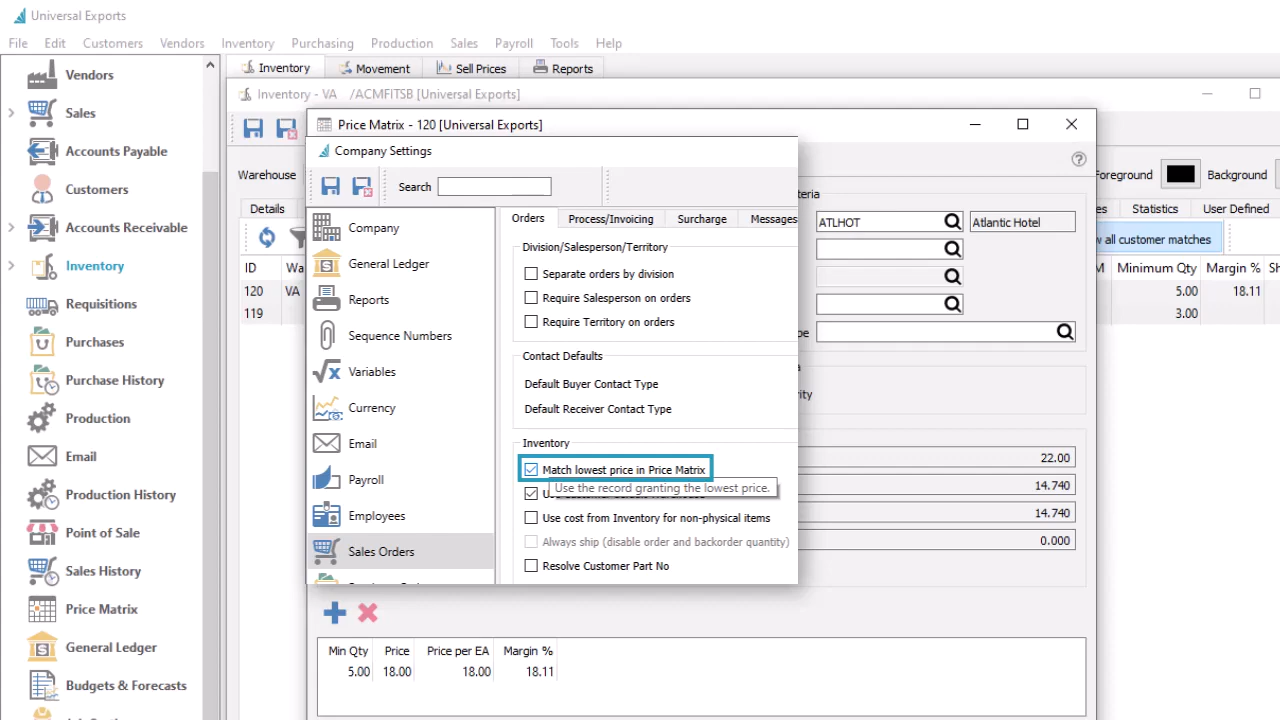 Universal Exports
File Edit Customers Vendors Inventory Purchasing Production Sales Payroll Tools Help
Vendors
Sales
Accounts Payable
Customers
Accounts Receivable
Inventory
Requisitions
Purchases
Purchase History
Production
Email
Production History
Point of Sale
Sales History
Price Matrix
General Ledger
Budgets & Forecasts
Inventory Movement Sell Prices Reports
Inventory - VA /ACMFITSB [Universal Exports]
Warehouse
Foreground Background
Details
Statistics User Defined
all customer matches
ID
Minimum Qty Margin %
120 VA 5.00 18.11
119 3.00
Price Matrix - 120 [Universal Exports]
ATLHOT Atlantic Hotel
22.00
14.740
14.740
0.000
Company Settings
Search
Company
General Ledger
Reports
Sequence Numbers
Variables
Currency
Email
Payroll
Employees
Sales Orders
Orders Process/Invoicing Surcharge Messages
Division/Salesperson/Territory
Separate orders by division
Require Salesperson on orders
Require Territory on orders
Contact Defaults
Default Buyer Contact Type
Default Receiver Contact Type
Inventory
Match lowest price in Price Matrix
Use the record granting the lowest price.
Use cost from Inventory for non-physical items
Always ship (disable order and backorder quantity)
Resolve Customer Part No
Min Qty Price Price per EA Margin %
5.00 18.00 18.00 18.11